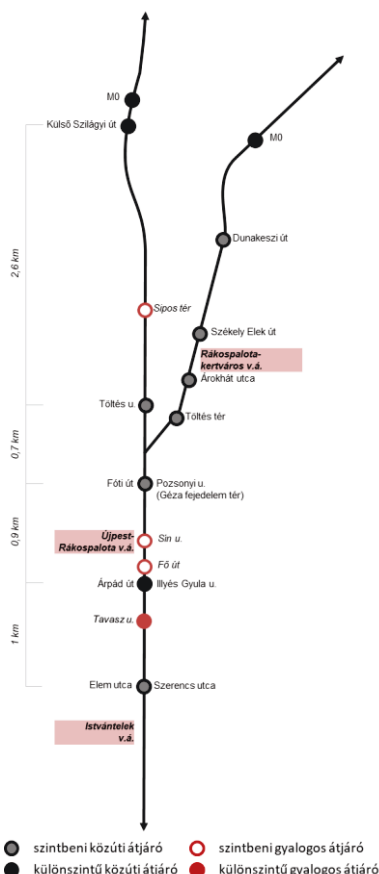 M0
Külső Szilágyi út
M0
Dunakeszi út
2,6 km
Sipos tér
Székely Elek út
Rákospalota-
kertváros v.á.
Árokhát utca
Töltés u.
Töltés tér
0,7 km
Fóti út
Pozsonyi u.
(Géza fejedelem tér)
0,9 km
Újpest-
Rákospalota v.á.
Sín u.
Fő út
Árpád út
Illyés Gyula u.
Tavasz u.
1 km
Elem utca
Szerencs utca
Istvántelek
v.á.
szintbeni közúti átjáró
szintbeni gyalogos átjáró
különszintű közúti átjáró
különszintű gyalogos átjáró